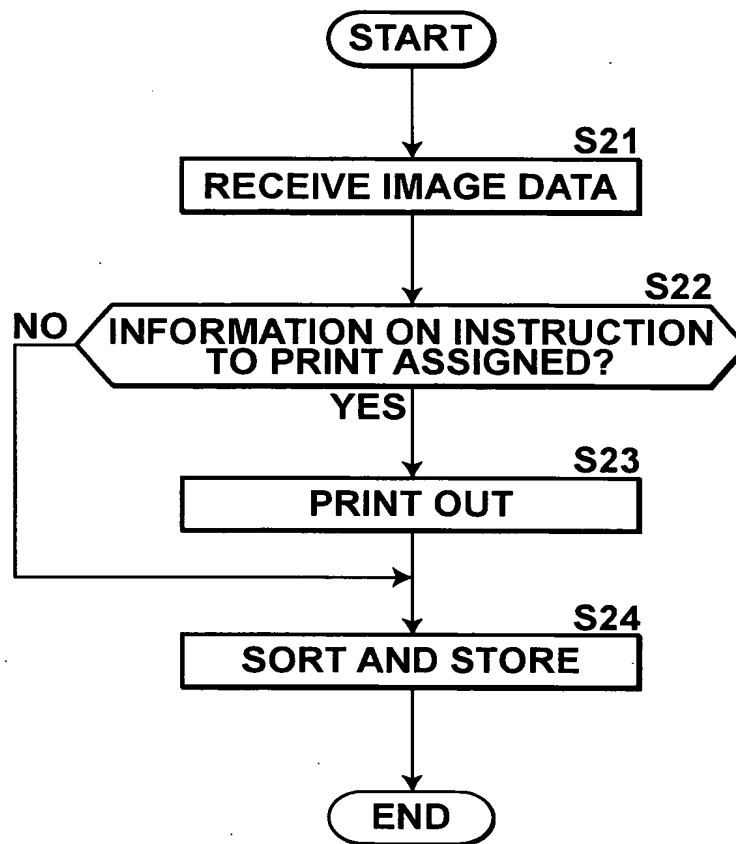 START
S21
RECEIVE IMAGE DATA
S22
NO
INFORMATION ON INSTRUCTION
TO PRINT ASSIGNED?
YES
S23
PRINT OUT
S24
SORT AND STORE
END